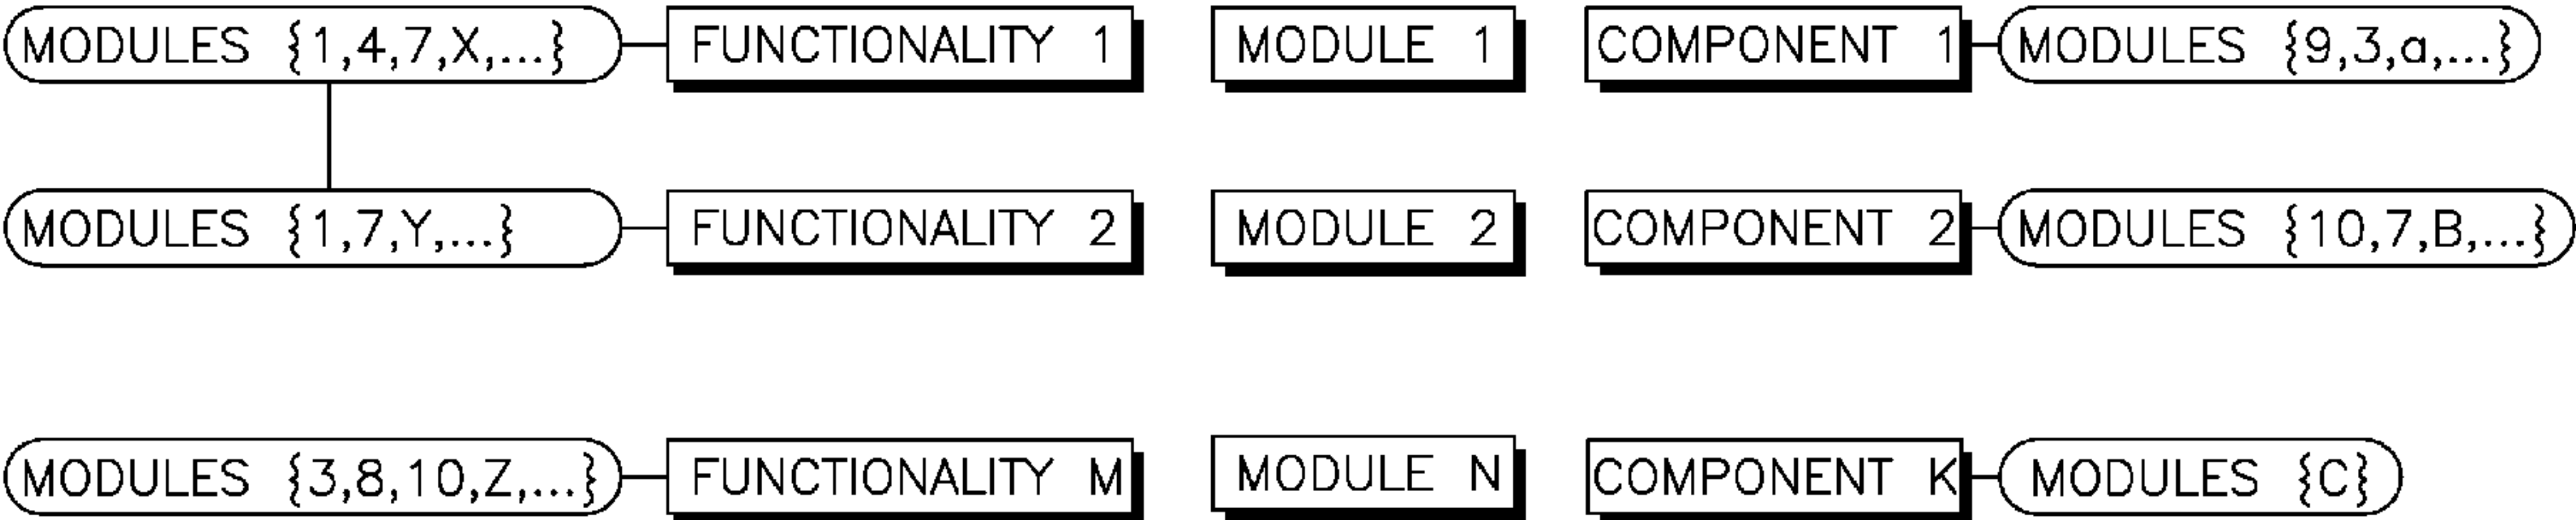 MODULES {1,4,7,X,...} FUNCTIONALITY 1 MODULE 1 COMPONENT 1 MODULES {9,3,a,...}
MODULES {1,7,Y,...} FUNCTIONALITY 2 MODULE 2 COMPONENT 2 MODULES {10,7,B,...}
MODULES {3,8,10,Z,...} FUNCTIONALITY M MODULE N COMPONENT K MODULES {C}